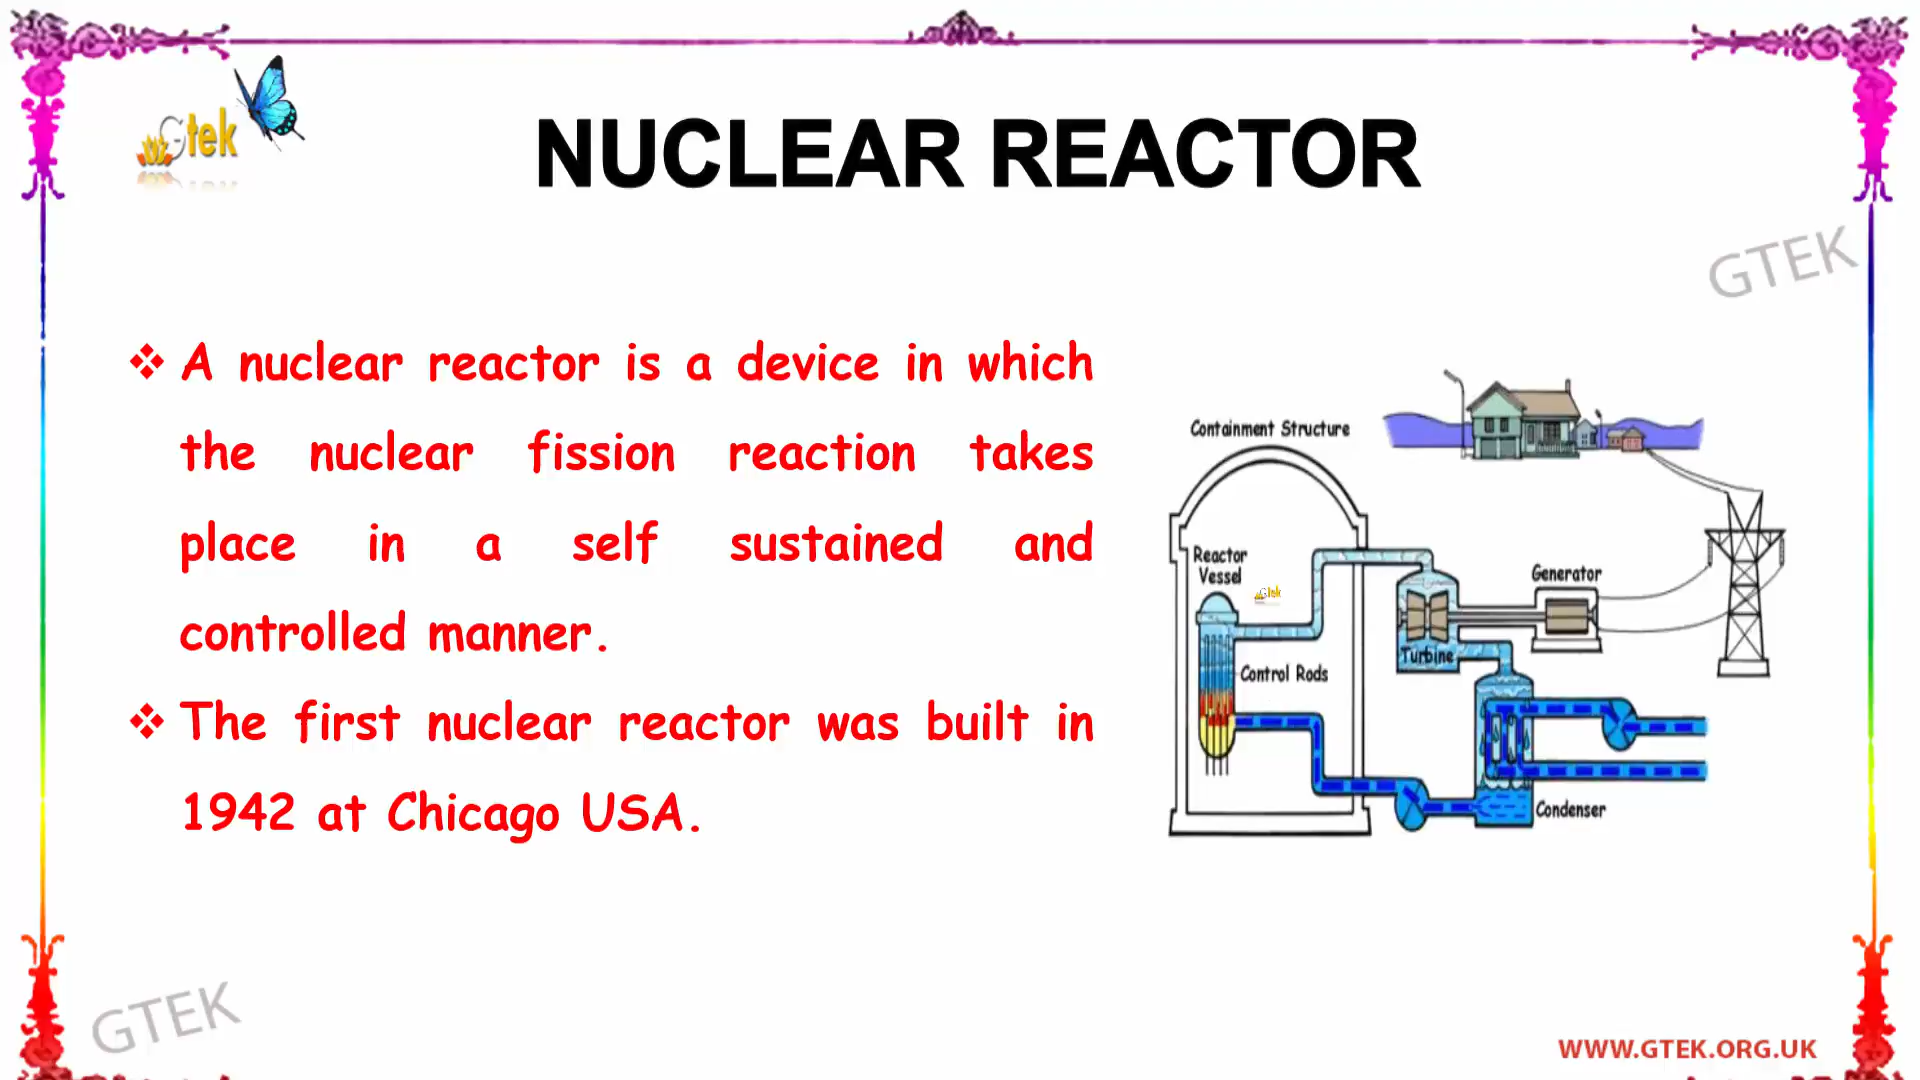 Gtek
NUCLEAR REACTOR
GTEK
❖ A nuclear reactor is a device in which
the nuclear fission reaction takes
place in a self sustained and
controlled manner.
❖ The first nuclear reactor was built in
1942 at Chicago USA.
Containment Structure
Reactor
Vessel
Gtek
Generator
Turbine
Control Rods
Condenser
GTEK
WWW.GTEK.ORG.UK